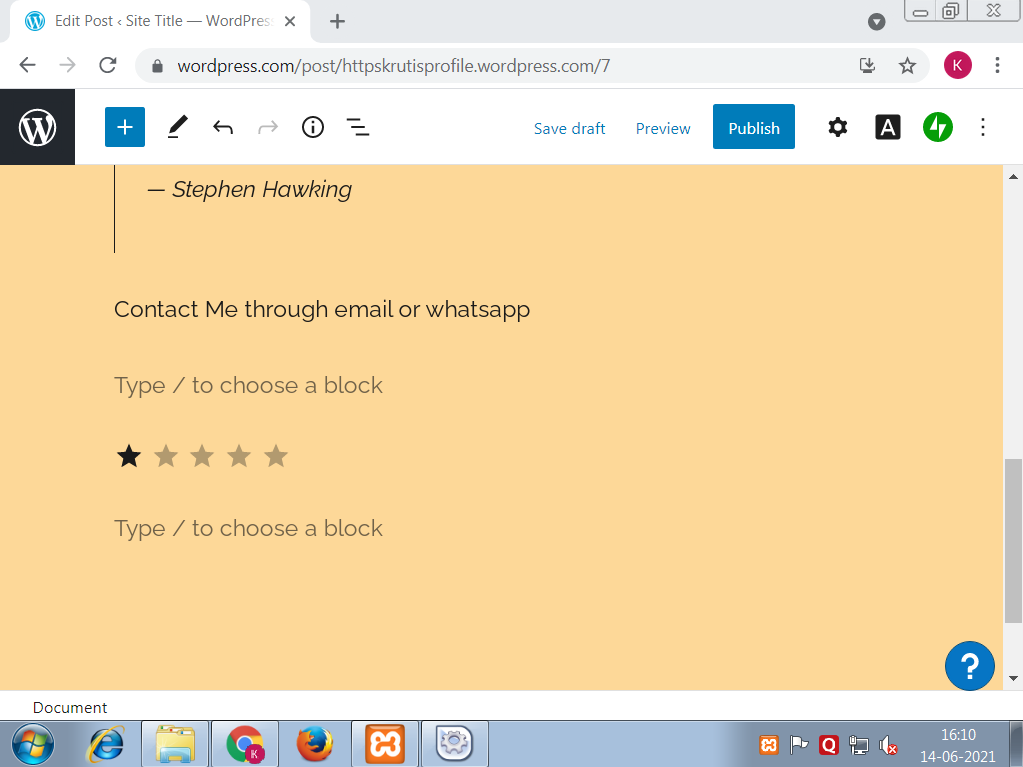 Edit Post ‹ Site Title — WordPres
wordpress.com/post/httpskrutisprofile.wordpress.com/7
K
Save draft
Preview
Publish
A
— Stephen Hawking
Contact Me through email or whatsapp
Type / to choose a block
Type / to choose a block
?
Document
K
Q
16:10
14-06-2021